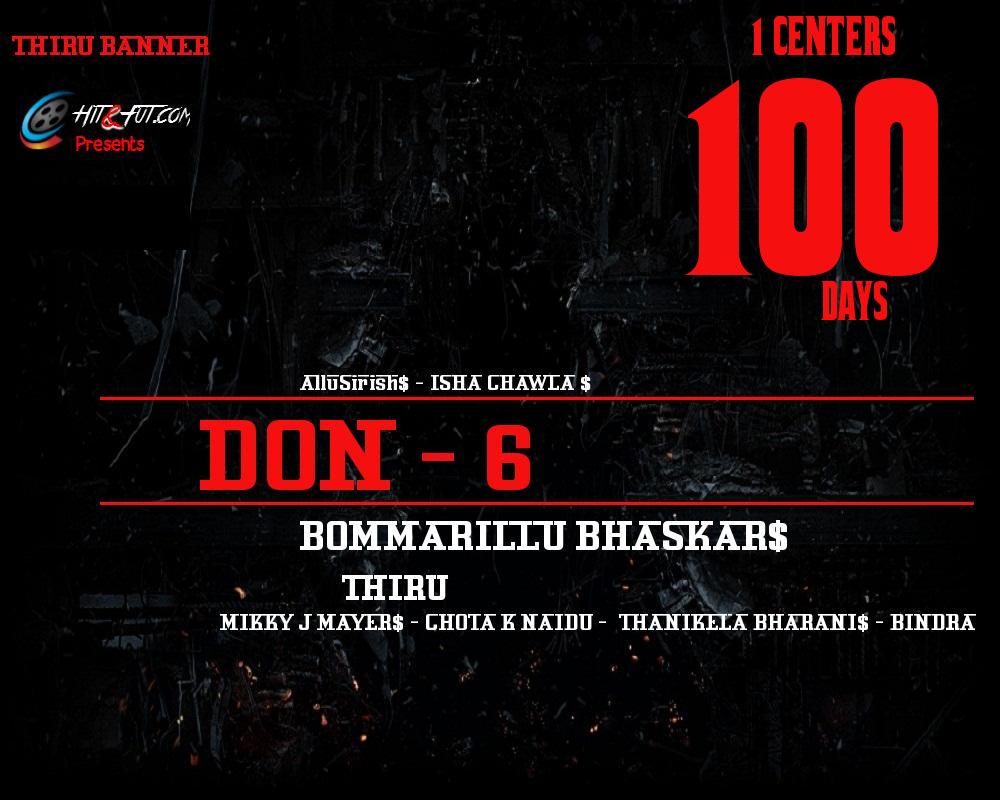 THIRU BANNER
HIT&FUT.COM
Presents
1 CENTERS
100
DAYS
AlluSirish$ - ISHA CHAWLA $
DON - 6
BOMMARILLU BHASKAR$
THIRU
MIKKY J MAYER$ - CHOTA K NAIDU - THANIKELA BHARANI$ - BINDRA